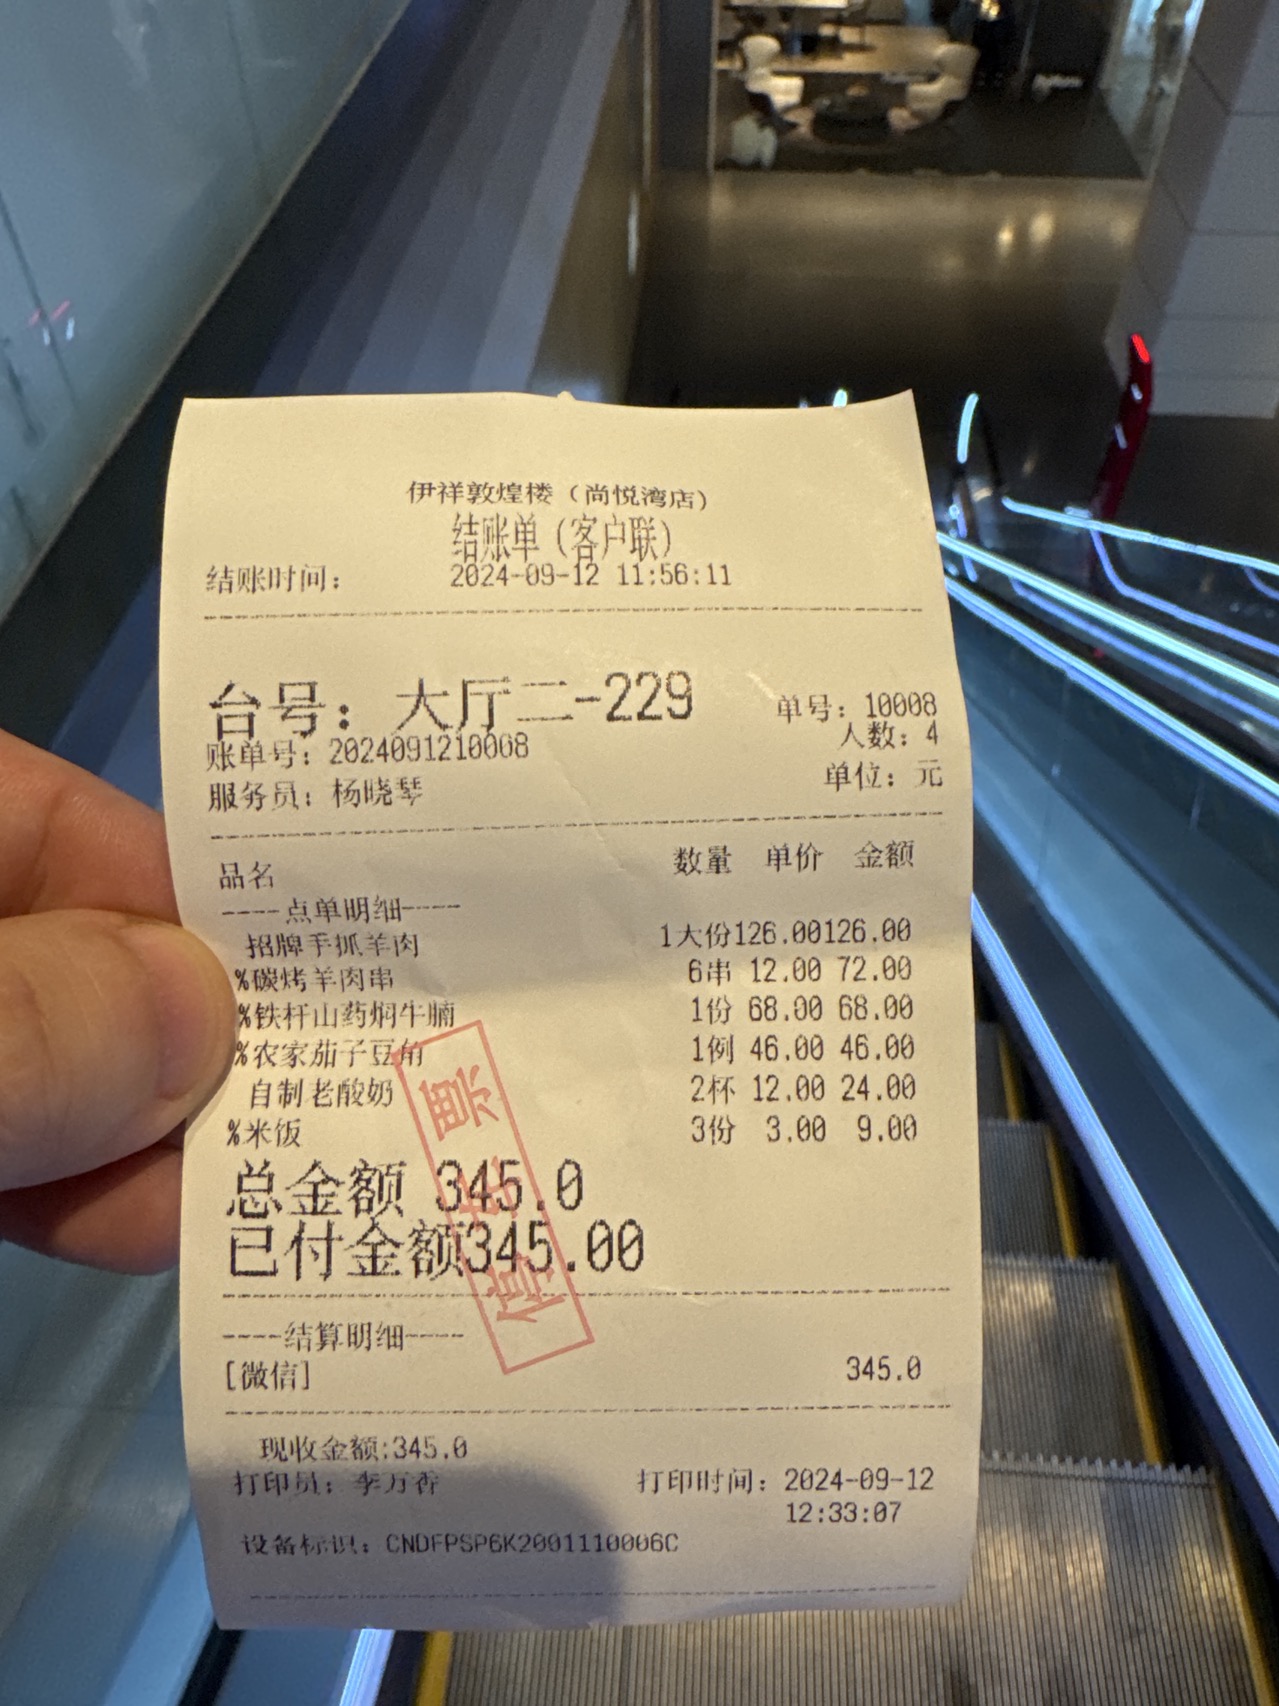 伊祥敦煌楼（尚悦湾店）
结账单（客户联）
结账时间： 2024-09-12 11:56:11
台号：大厅二-229 单号：10008
账单号：2024091210008 人数：4
服务员：杨晓琴 单位：元
品名 数量 单价 金额
----点单明细----
招牌手抓羊肉 1大份126.00126.00
%碳烤羊肉串 6串 12.00 72.00
%铁杆山药焖牛腩 1份 68.00 68.00
%农家茄子豆角 1例 46.00 46.00
自制老酸奶 2杯 12.00 24.00
%米饭 3份 3.00 9.00
总金额 345.0
已付金额345.00
----结算明细----
[微信] 345.0
现收金额:345.0
打印员：李万香 打印时间：2024-09-12
12:33:07
设备标识：CNDFPSP6K2001110006C
票